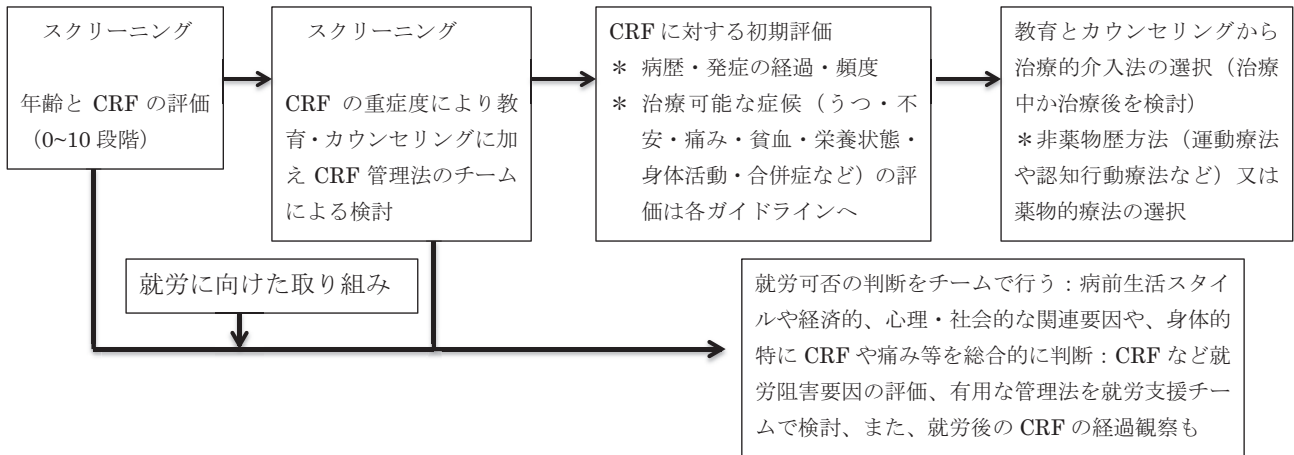 スクリーニング
年齢と CRF の評価
（0~10 段階）
スクリーニング
CRF の重症度により教
育・カウンセリングに加
え CRF 管理法のチーム
による検討
CRF に対する初期評価
＊ 病歴・発症の経過・頻度
＊ 治療可能な症候（うつ・不
安・痛み・貧血・栄養状態・
身体活動・合併症など）の評
価は各ガイドラインへ
教育とカウンセリングから
治療的介入法の選択（治療
中か治療後を検討）
＊非薬物歴方法（運動療法
や認知行動療法など）又は
薬物的療法の選択
就労に向けた取り組み
就労可否の判断をチームで行う：病前生活スタイ
ルや経済的、心理・社会的な関連要因や、身体的
特に CRF や痛み等を総合的に判断：CRF など就
労阻害要因の評価、有用な管理法を就労支援チー
ムで検討、また、就労後の CRF の経過観察も